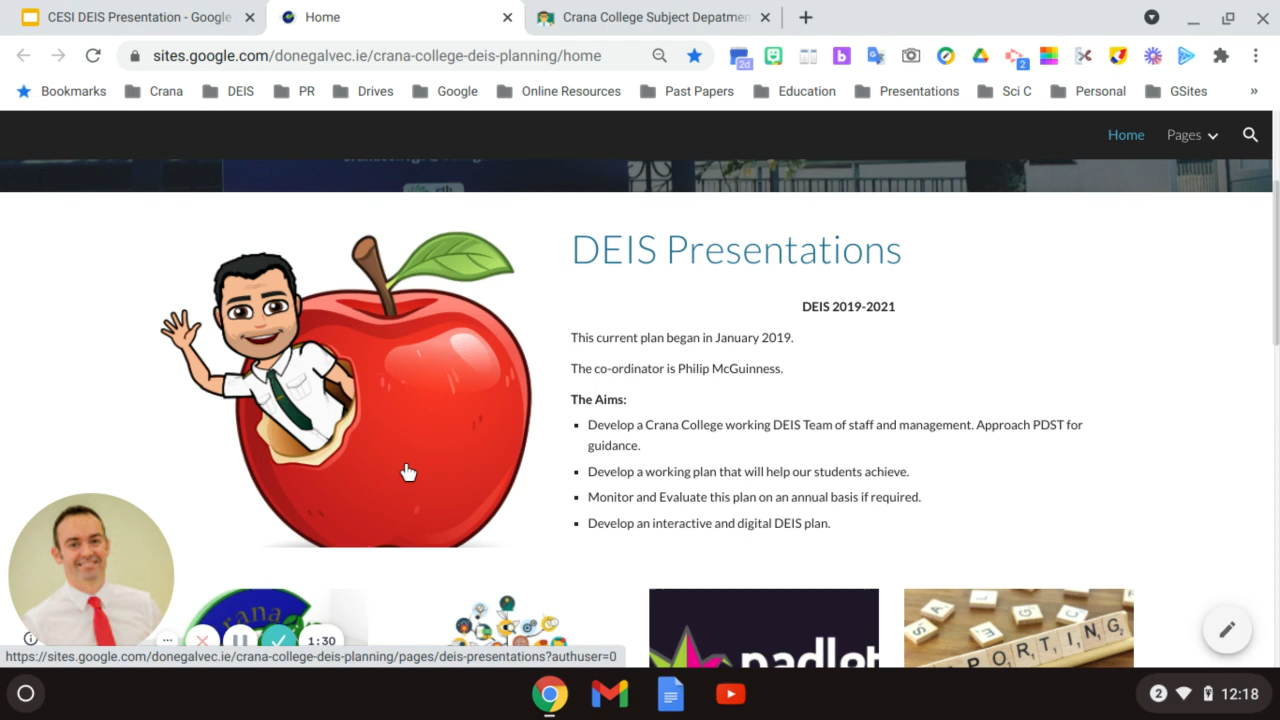 CESI DEIS Presentation - Google
Home
Crana College Subject Depatmen
sites.google.com/donegalvec.ie/crana-college-deis-planning/home
2d
2
Bookmarks
Crana
DEIS
PR
Drives
Google
Online Resources
Past Papers
Education
Presentations
Sci C
Personal
GSites
»
Home
Pages
DEIS Presentations
DEIS 2019-2021
This current plan began in January 2019.
The co-ordinator is Philip McGuinness.
The Aims:
Develop a Crana College working DEIS Team of staff and management. Approach PDST for
guidance.
Develop a working plan that will help our students achieve.
Monitor and Evaluate this plan on an annual basis if required.
Develop an interactive and digital DEIS plan.
padlet
PORTING
1:30
https://sites.google.com/donegalvec.ie/crana-college-deis-planning/pages/deis-presentations?authuser=0
2
12:18